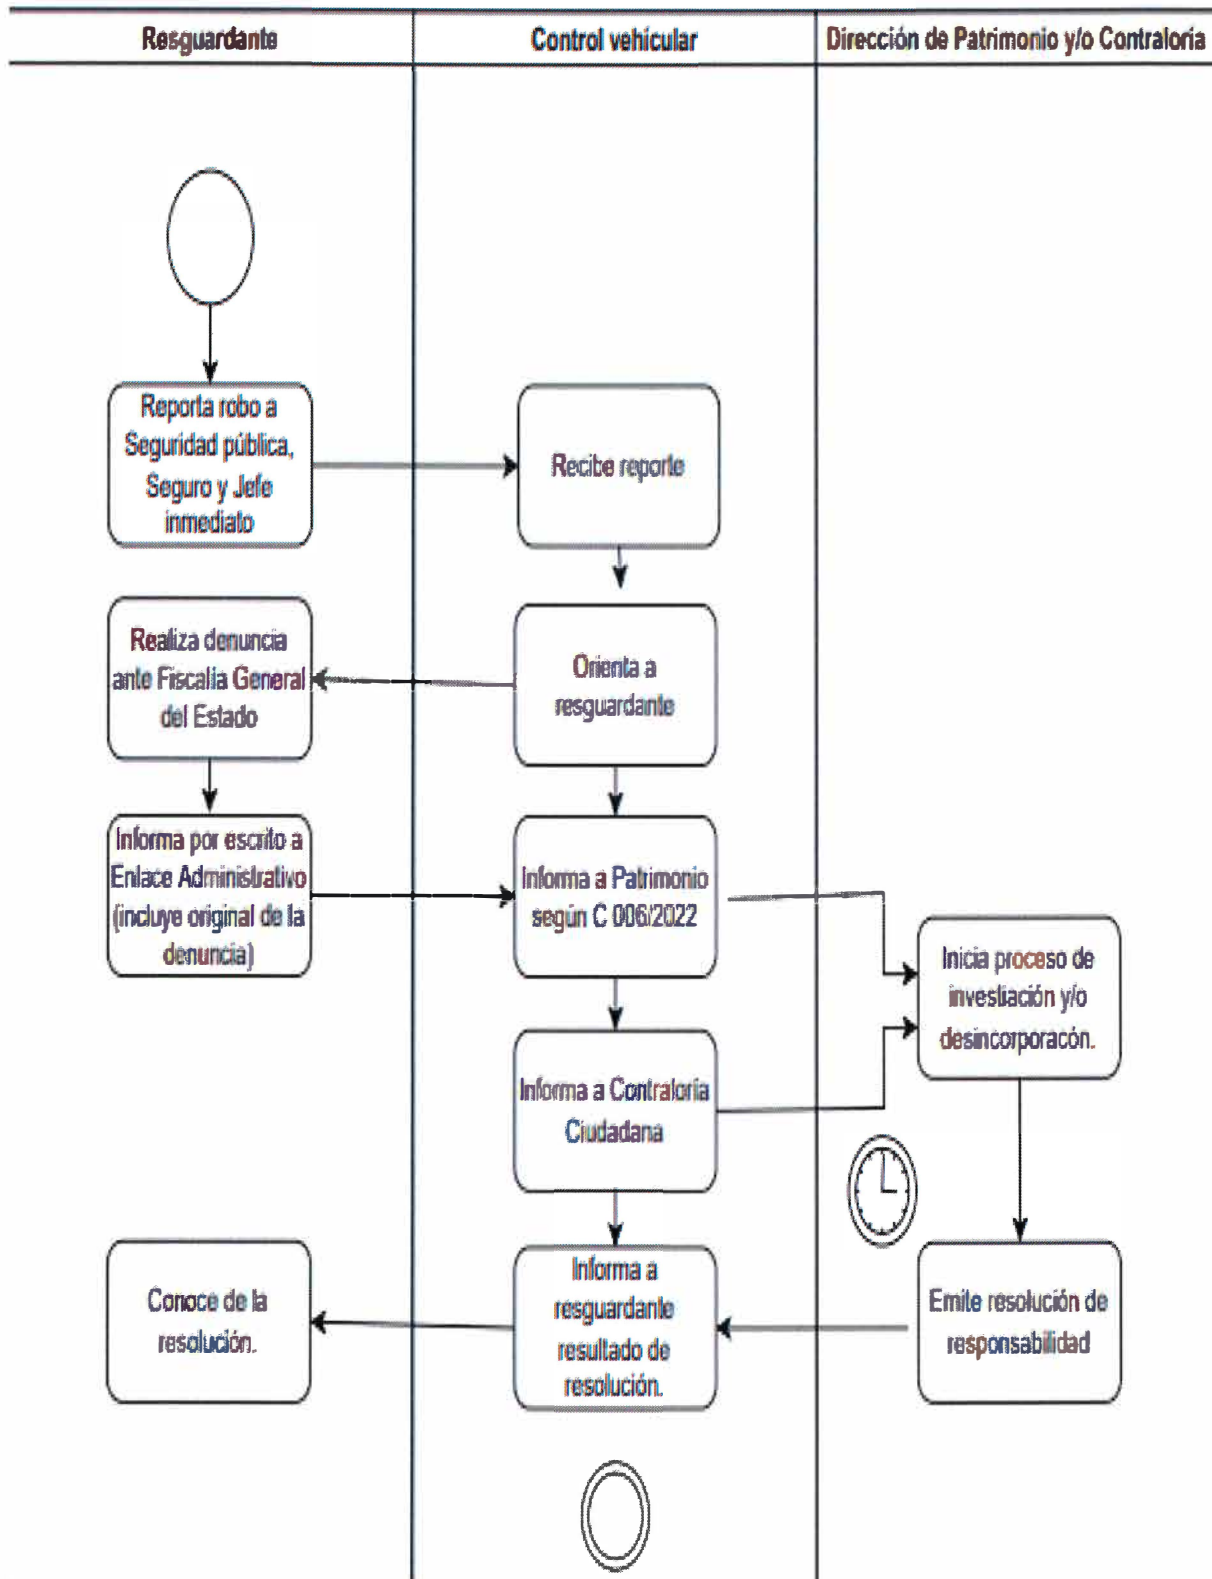 Resguardante
Control vehicular
Dirección de Patrimonio y/o Contraloría
Reporta robo a
Seguridad pública,
Seguro y Jefe
inmediato
Recibe reporte
Realiza denuncia
ante Fiscalia General
del Estado
Orienta a
resguardante
Informa por escrito a
Enlace Administrativo
(incluye original de la
denuncia)
Informa a Patrimonio
según C 006/2022
Inicia proceso de
investiación y/o
desincorporacón.
Informa a Contraloría
Ciudadana
Conoce de la
resolución.
Informa a
resguardante
resultado de
resolución.
Emite resolución de
responsabilidad